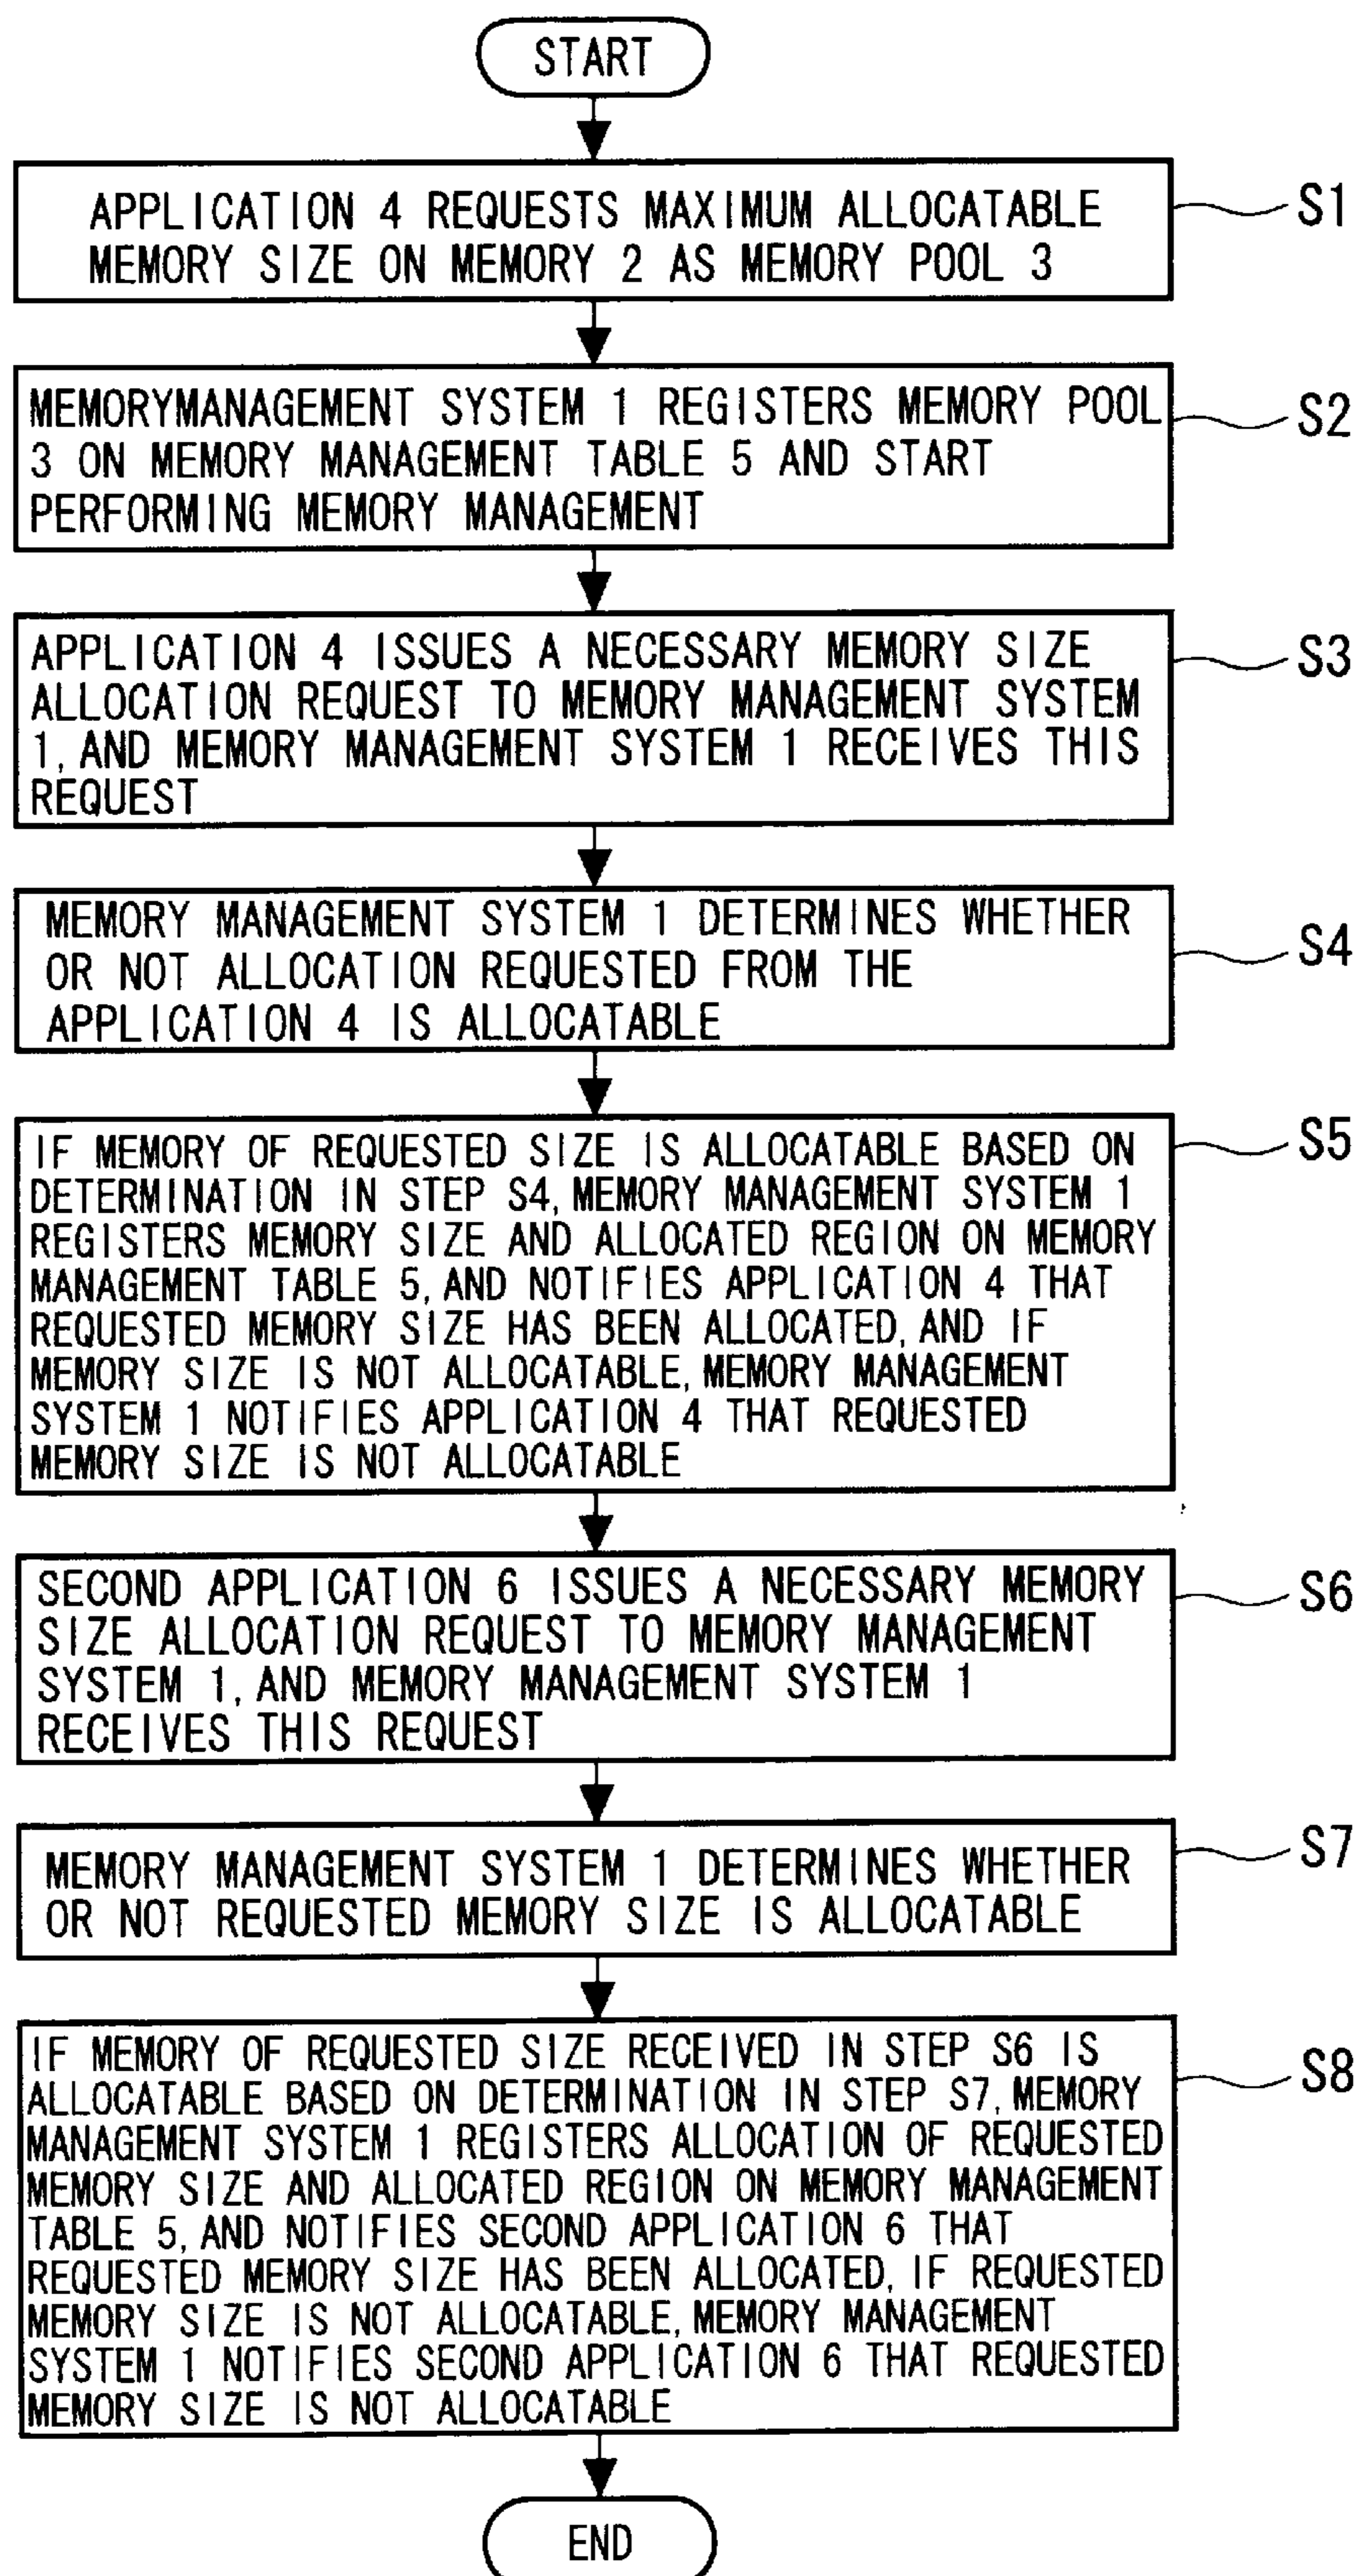 START
APPLICATION 4 REQUESTS MAXIMUM ALLOCATABLE
MEMORY SIZE ON MEMORY 2 AS MEMORY POOL 3
S1
MEMORYMANAGEMENT SYSTEM 1 REGISTERS MEMORY POOL
3 ON MEMORY MANAGEMENT TABLE 5 AND START
PERFORMING MEMORY MANAGEMENT
S2
APPLICATION 4 ISSUES A NECESSARY MEMORY SIZE
ALLOCATION REQUEST TO MEMORY MANAGEMENT SYSTEM
1, AND MEMORY MANAGEMENT SYSTEM 1 RECEIVES THIS
REQUEST
S3
MEMORY MANAGEMENT SYSTEM 1 DETERMINES WHETHER
OR NOT ALLOCATION REQUESTED FROM THE
APPLICATION 4 IS ALLOCATABLE
S4
IF MEMORY OF REQUESTED SIZE IS ALLOCATABLE BASED ON
DETERMINATION IN STEP S4, MEMORY MANAGEMENT SYSTEM 1
REGISTERS MEMORY SIZE AND ALLOCATED REGION ON MEMORY
MANAGEMENT TABLE 5, AND NOTIFIES APPLICATION 4 THAT
REQUESTED MEMORY SIZE HAS BEEN ALLOCATED, AND IF
MEMORY SIZE IS NOT ALLOCATABLE, MEMORY MANAGEMENT
SYSTEM 1 NOTIFIES APPLICATION 4 THAT REQUESTED
MEMORY SIZE IS NOT ALLOCATABLE
S5
SECOND APPLICATION 6 ISSUES A NECESSARY MEMORY
SIZE ALLOCATION REQUEST TO MEMORY MANAGEMENT
SYSTEM 1, AND MEMORY MANAGEMENT SYSTEM 1
RECEIVES THIS REQUEST
S6
MEMORY MANAGEMENT SYSTEM 1 DETERMINES WHETHER
OR NOT REQUESTED MEMORY SIZE IS ALLOCATABLE
S7
IF MEMORY OF REQUESTED SIZE RECEIVED IN STEP S6 IS
ALLOCATABLE BASED ON DETERMINATION IN STEP S7, MEMORY
MANAGEMENT SYSTEM 1 REGISTERS ALLOCATION OF REQUESTED
MEMORY SIZE AND ALLOCATED REGION ON MEMORY MANAGEMENT
TABLE 5, AND NOTIFIES SECOND APPLICATION 6 THAT
REQUESTED MEMORY SIZE HAS BEEN ALLOCATED, IF REQUESTED
MEMORY SIZE IS NOT ALLOCATABLE, MEMORY MANAGEMENT
SYSTEM 1 NOTIFIES SECOND APPLICATION 6 THAT REQUESTED
MEMORY SIZE IS NOT ALLOCATABLE
S8
END